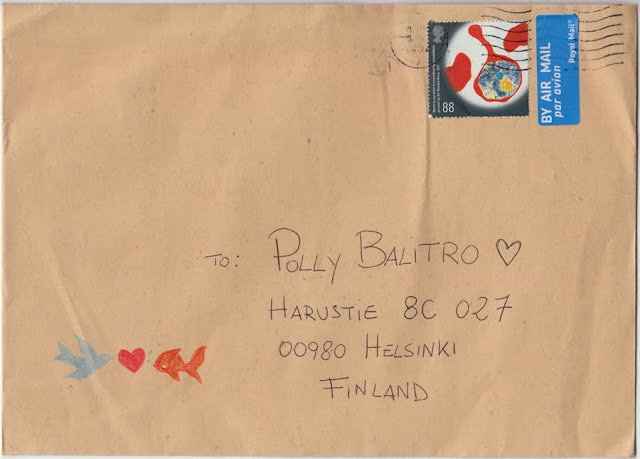 88
BY AIR MAIL
par avion
Royal Mail®
TO: POLLY BALITRO ♡
HARUSTIE 8C 027
00980 HELSINKI
FINLAND